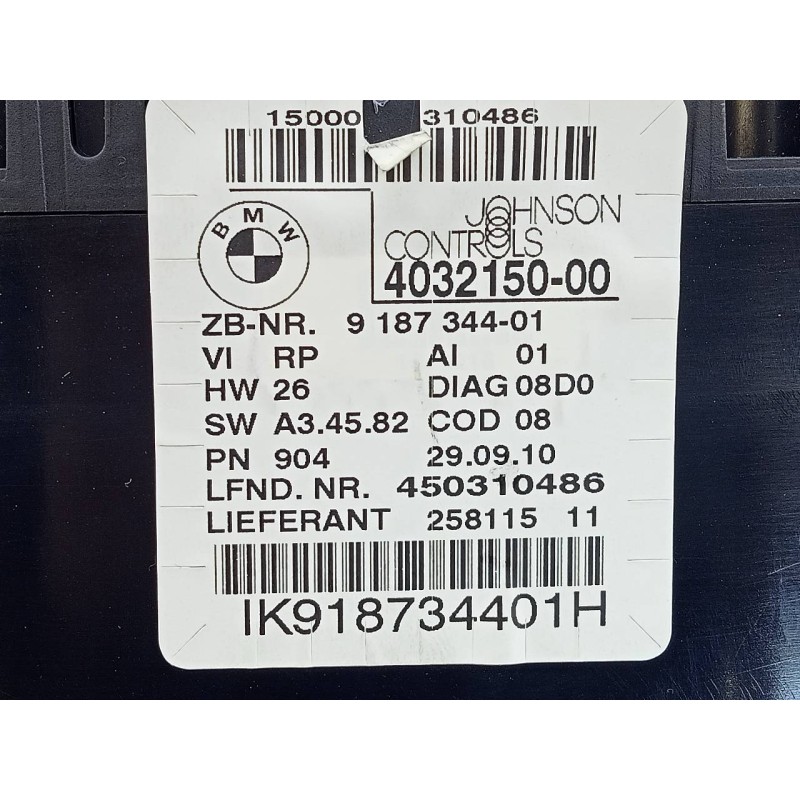 15000 310486
BMW
JOHNSON
CONTROLS
4032150-00
ZB-NR. 9 187 344-01
VI RP AI 01
HW 26 DIAG 08D0
SW A3.45.82 COD 08
PN 904 29.09.10
LFND. NR. 450310486
LIEFERANT 258115 11
IK918734401H